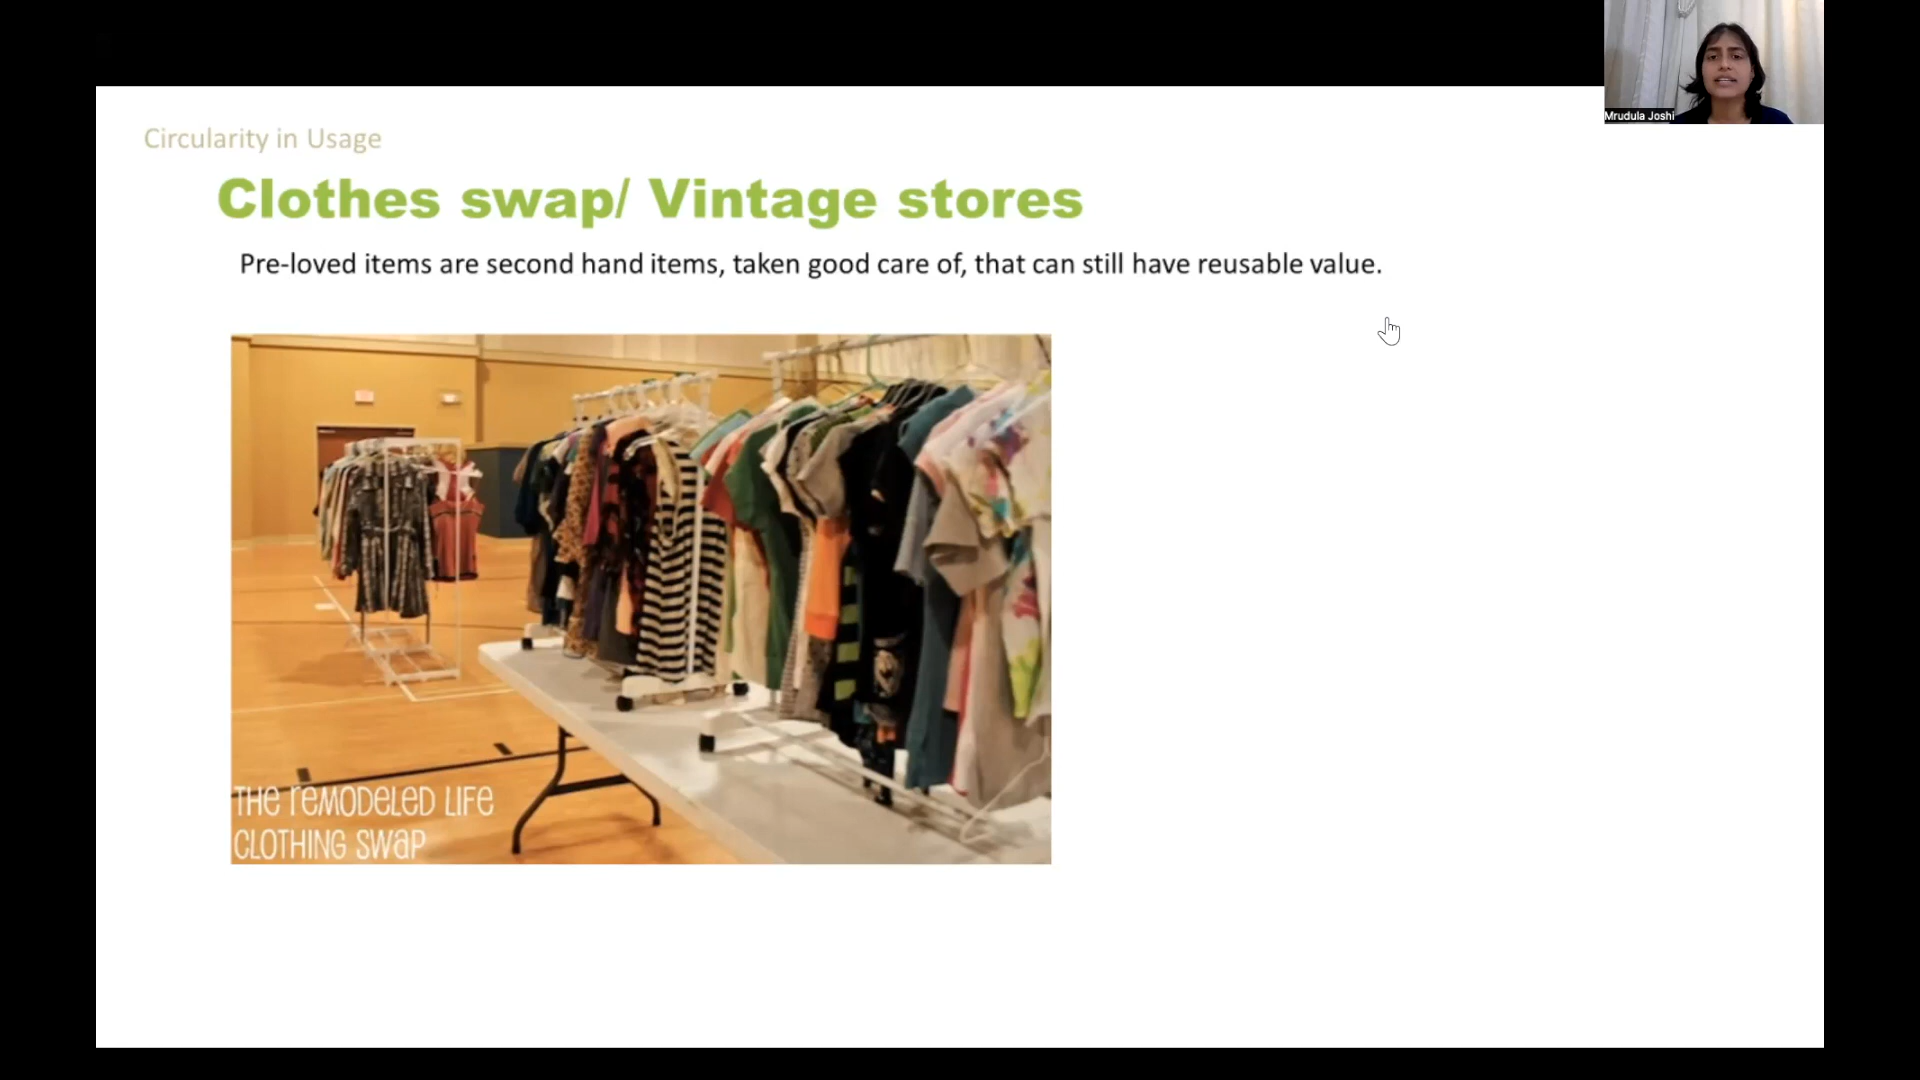 Mrudula Joshi
Circularity in Usage
Clothes swap/ Vintage stores
Pre-loved items are second hand items, taken good care of, that can still have reusable value.
THe reMODeLeD LiFe
CLOTHiNG SWaP